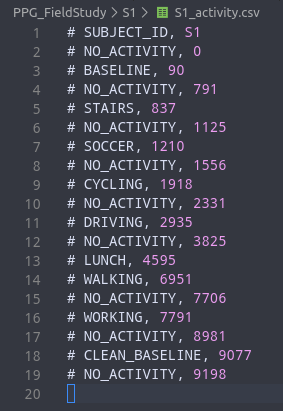 PPG_FieldStudy > S1 > S1_activity.csv
1 # SUBJECT_ID, S1
2 # NO_ACTIVITY, 0
3 # BASELINE, 90
4 # NO_ACTIVITY, 791
5 # STAIRS, 837
6 # NO_ACTIVITY, 1125
7 # SOCCER, 1210
8 # NO_ACTIVITY, 1556
9 # CYCLING, 1918
10 # NO_ACTIVITY, 2331
11 # DRIVING, 2935
12 # NO_ACTIVITY, 3825
13 # LUNCH, 4595
14 # WALKING, 6951
15 # NO_ACTIVITY, 7706
16 # WORKING, 7791
17 # NO_ACTIVITY, 8981
18 # CLEAN_BASELINE, 9077
19 # NO_ACTIVITY, 9198
20